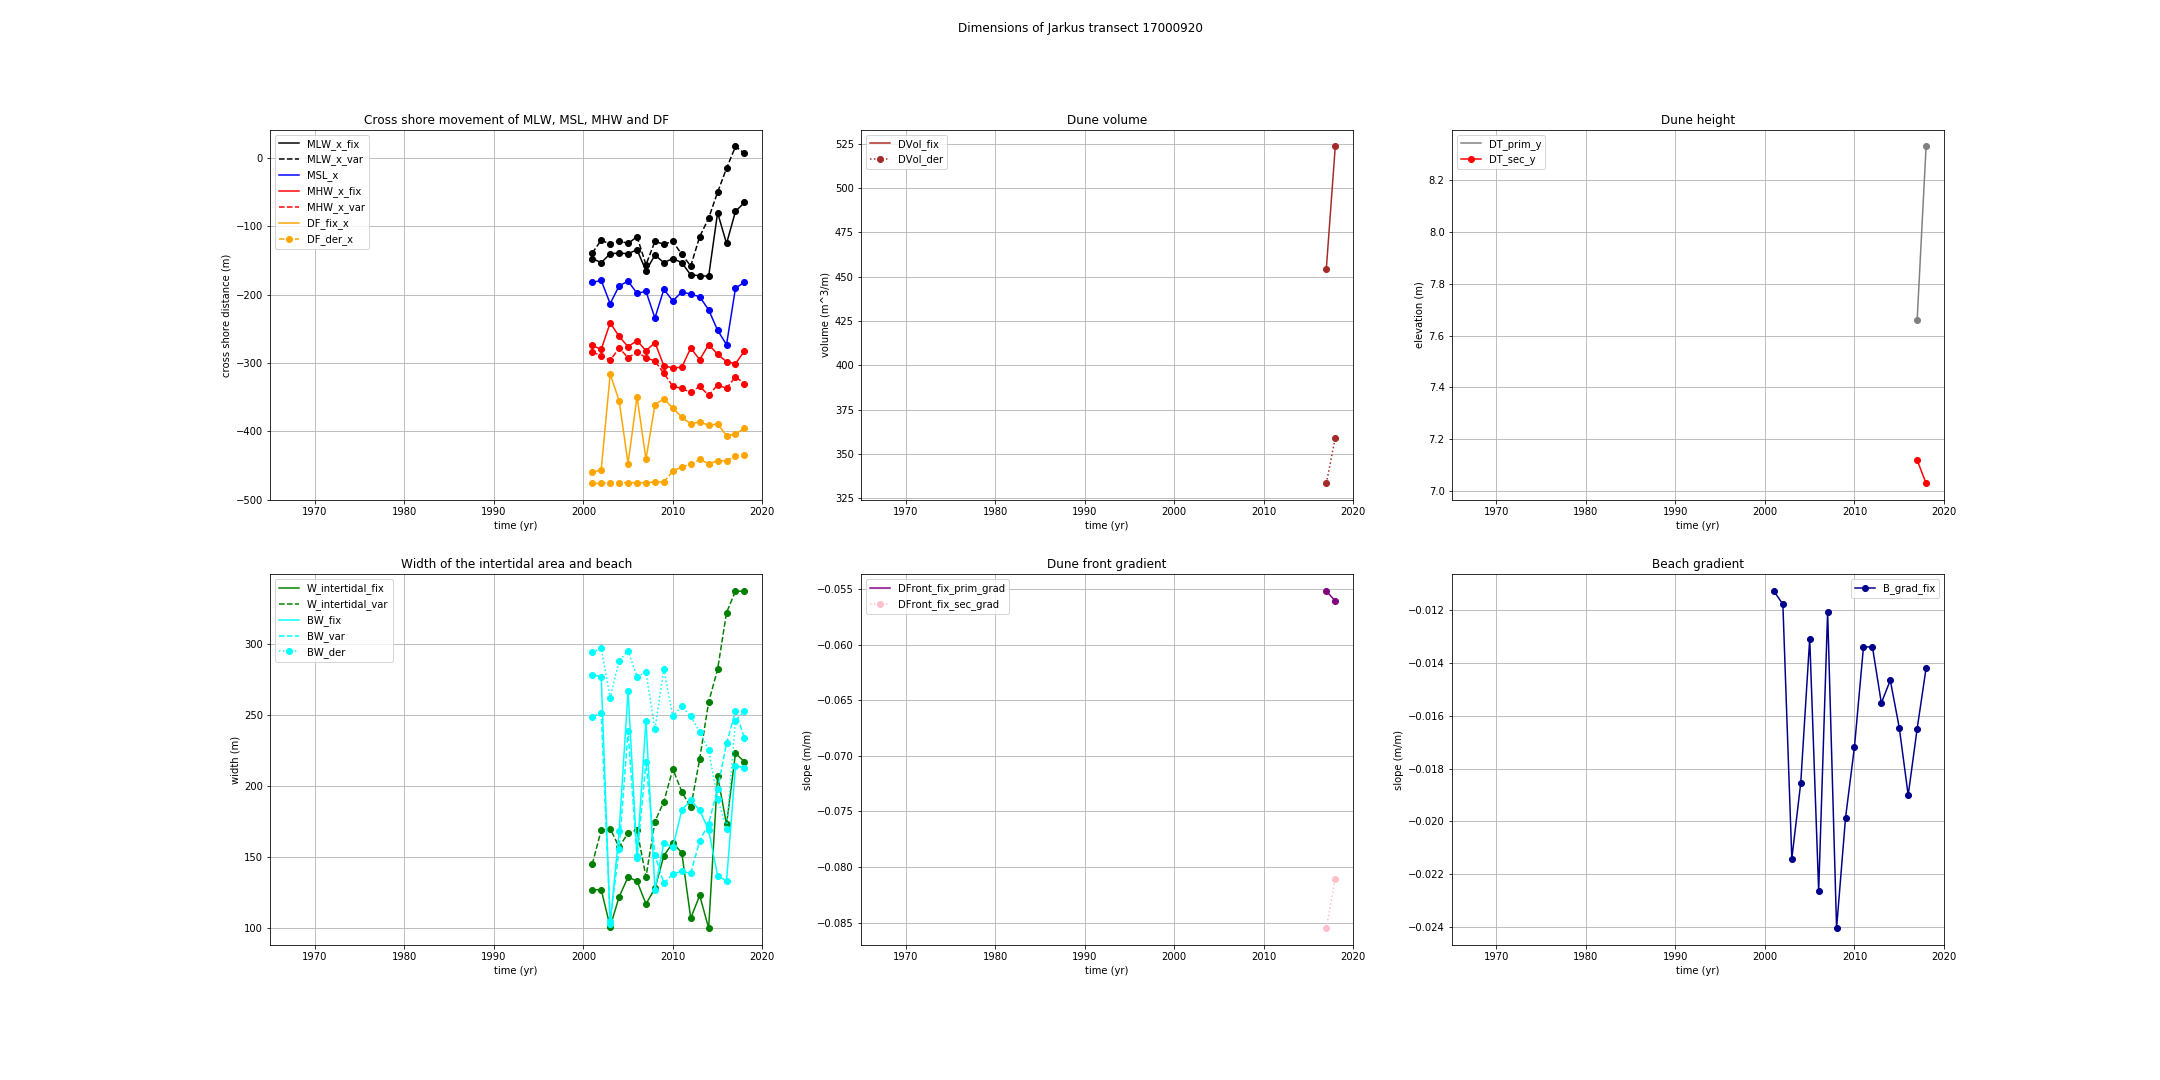 Dimensions of Jarkus transect 17000920
Cross shore movement of MLW, MSL, MHW and DF
MLW_x_fix
MLW_x_var
MSL_x
MHW_x_fix
MHW_x_var
DF_fix_x
DF_der_x
0
−100
−200
−300
−400
−500
cross shore distance (m)
1970 1980 1990 2000 2010 2020
time (yr)
Dune volume
DVol_fix
DVol_der
525
500
475
450
425
400
375
350
325
volume (m^3/m)
1970 1980 1990 2000 2010 2020
time (yr)
Dune height
DT_prim_y
DT_sec_y
8.2
8.0
7.8
7.6
7.4
7.2
7.0
elevation (m)
1970 1980 1990 2000 2010 2020
time (yr)
Width of the intertidal area and beach
W_intertidal_fix
W_intertidal_var
BW_fix
BW_var
BW_der
300
250
200
150
100
width (m)
1970 1980 1990 2000 2010 2020
time (yr)
Dune front gradient
DFront_fix_prim_grad
DFront_fix_sec_grad
−0.055
−0.060
−0.065
−0.070
−0.075
−0.080
−0.085
slope (m/m)
1970 1980 1990 2000 2010 2020
time (yr)
Beach gradient
B_grad_fix
−0.012
−0.014
−0.016
−0.018
−0.020
−0.022
−0.024
slope (m/m)
1970 1980 1990 2000 2010 2020
time (yr)